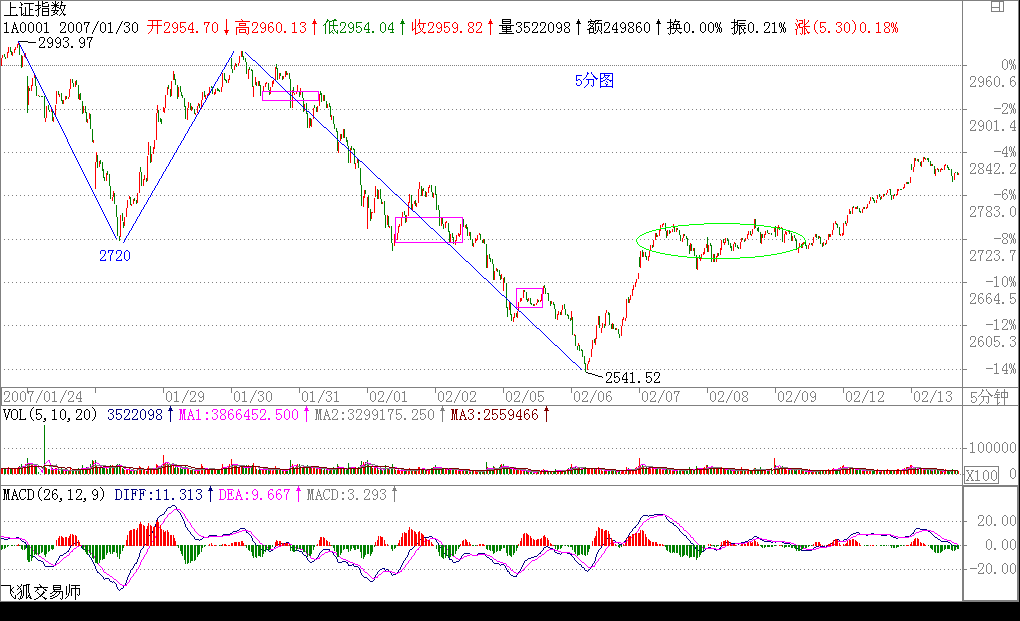 上证指数
1A0001 2007/01/30 开2954.70↓高2960.13↑低2954.04↑收2959.82↑量3522098↑额249860↑换0.00% 振0.21% 涨(5.30)0.18%
2993.97
5分图
0%
2960.6
-2%
2901.4
-4%
2842.2
-6%
2783.0
-8%
2720
2723.7
-10%
2664.5
-12%
2605.3
-14%
2541.52
2007/01/24 01/29 01/30 01/31 02/01 02/02 02/05 02/06 02/07 02/08 02/09 02/12 02/13 5分钟
VOL(5,10,20) 3522098↑MA1:3866452.500↑MA2:3299175.250↑MA3:2559466↑
100000
X100 0
MACD(26,12,9) DIFF:11.313↑DEA:9.667↑MACD:3.293↑
20.00
0.00
-20.00
飞狐交易师